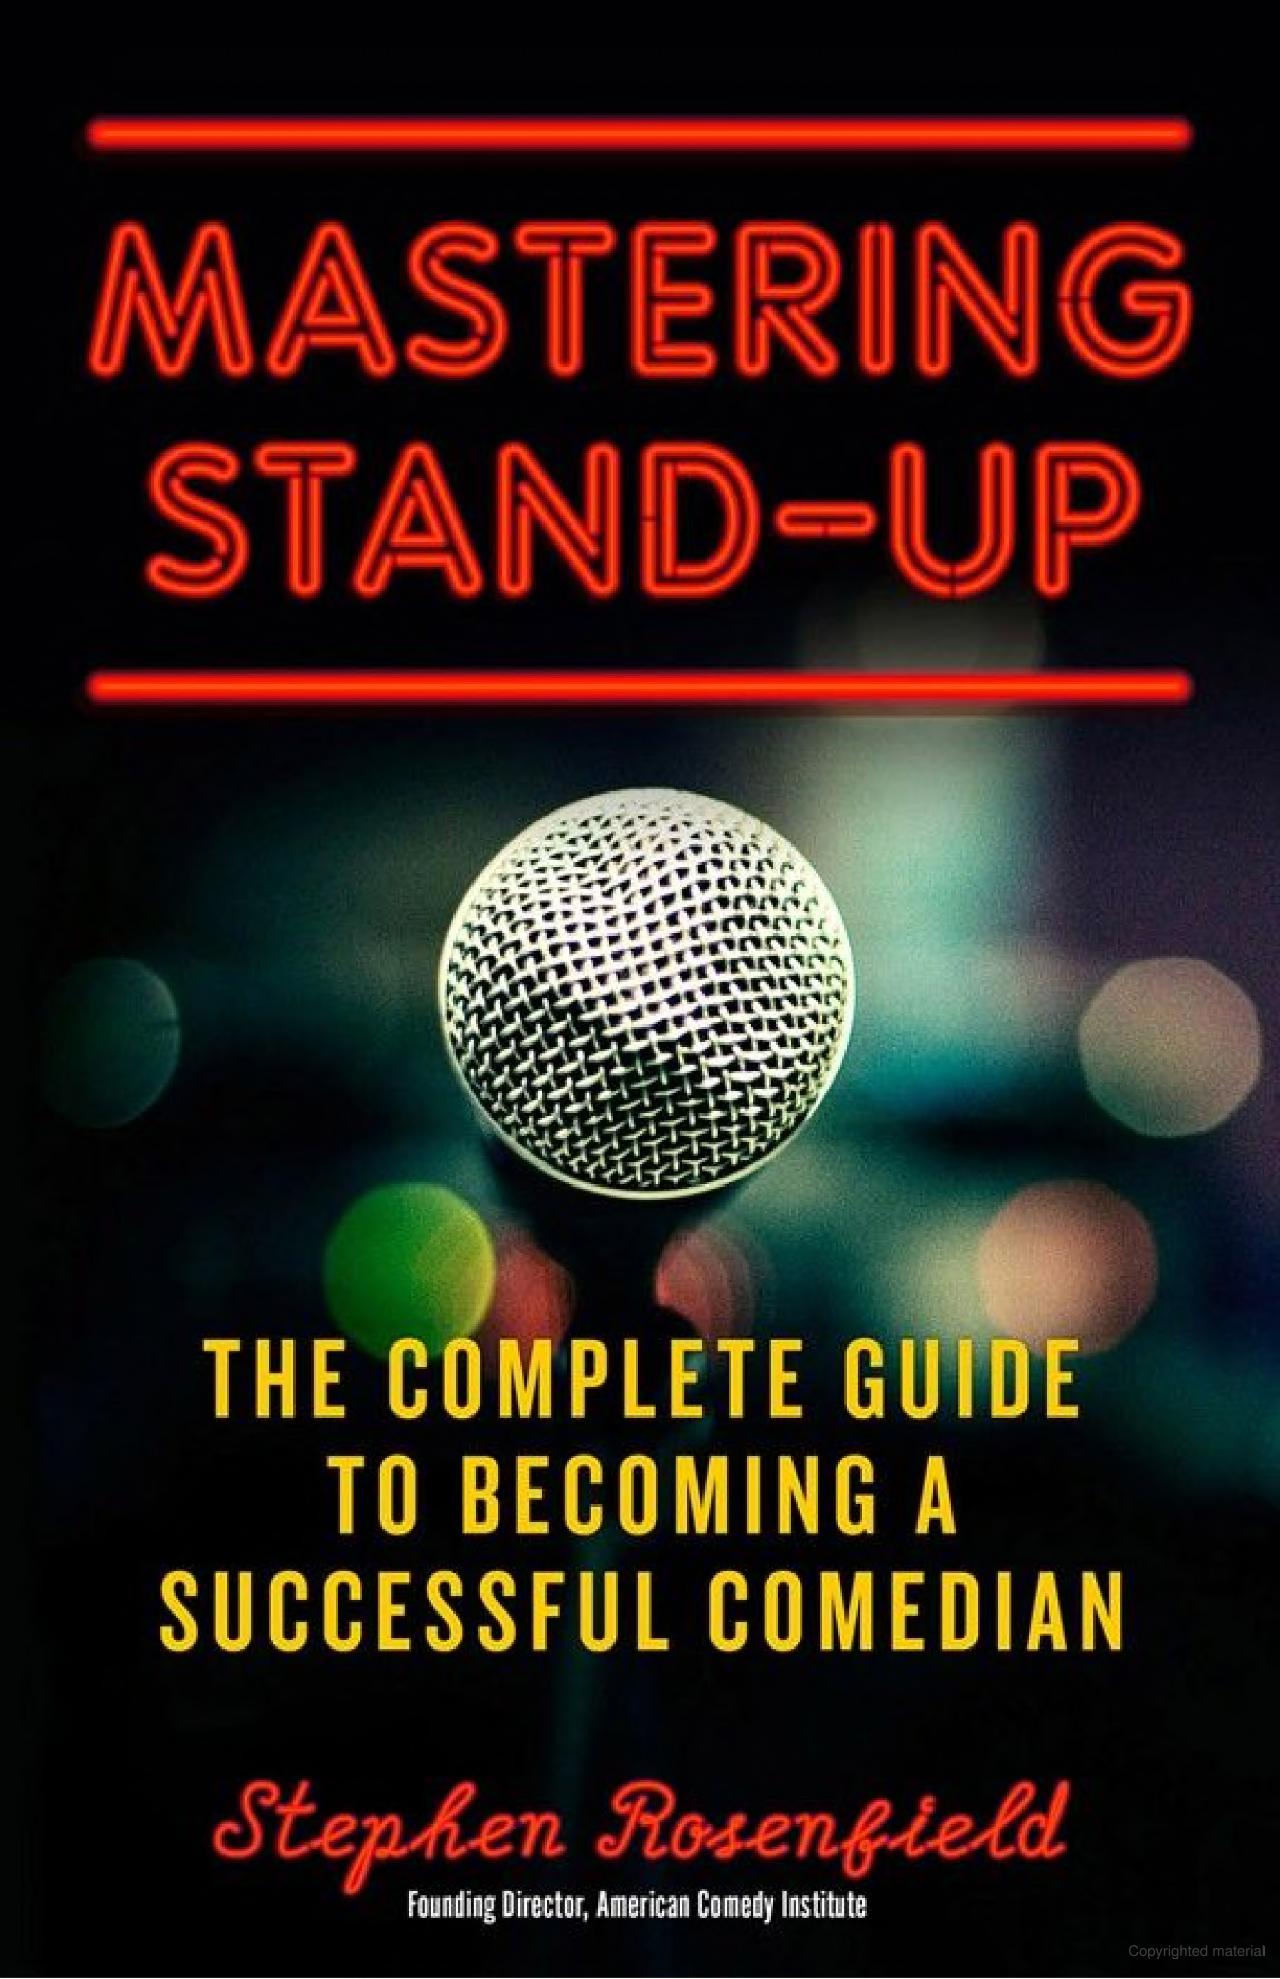 MASTERING
STAND-UP
THE COMPLETE GUIDE
TO BECOMING A
SUCCESSFUL COMEDIAN
Stephen Rosenfield
Founding Director, American Comedy Institute
Copyrighted material